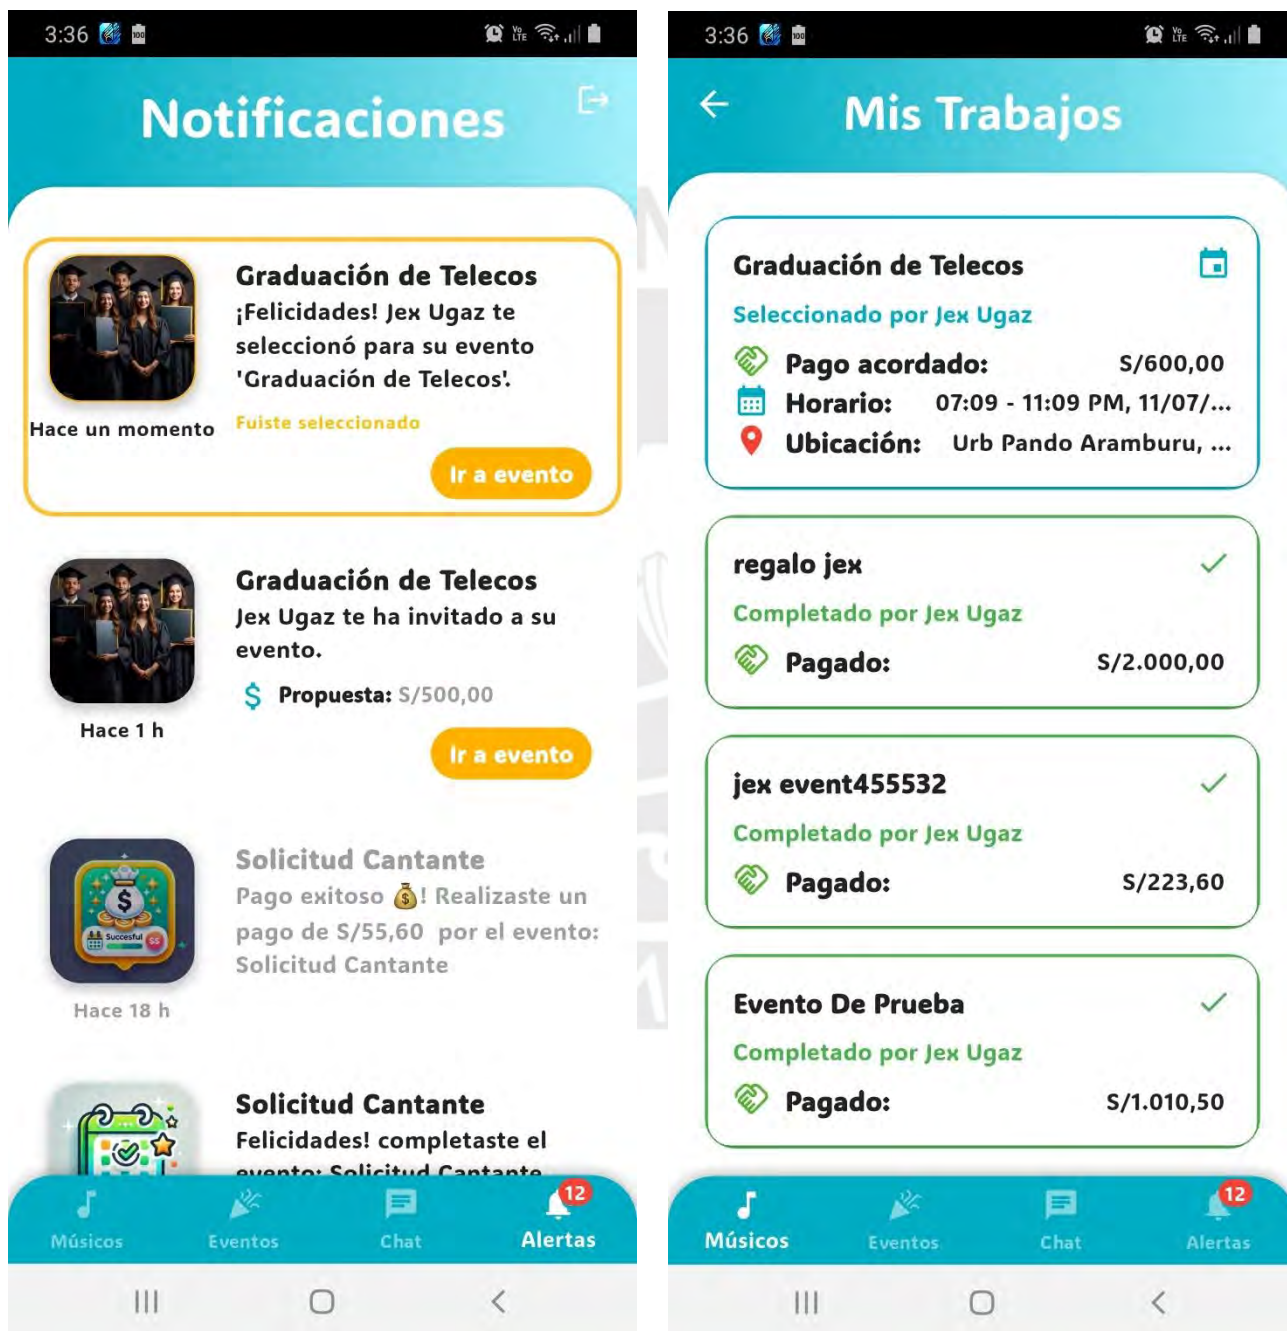 3:36
Notificaciones
Graduación de Telecos
¡Felicidades! Jex Ugaz te
seleccionó para su evento
'Graduación de Telecos'.
Hace un momento
Fuiste seleccionado
Ir a evento
Graduación de Telecos
Jex Ugaz te ha invitado a su
evento.
Propuesta: S/500,00
Hace 1 h
Ir a evento
Solicitud Cantante
Pago exitoso 💰! Realizaste un
pago de S/55,60 por el evento:
Solicitud Cantante
Succesful
Hace 18 h
Solicitud Cantante
Felicidades! completaste el
evento: Solicitud Cantante
Músicos
Eventos
Chat
12
Alertas
3:36
Mis Trabajos
Graduación de Telecos
Seleccionado por Jex Ugaz
Pago acordado: S/600,00
Horario: 07:09 - 11:09 PM, 11/07/...
Ubicación: Urb Pando Aramburu, ...
regalo jex
Completado por Jex Ugaz
Pagado: S/2.000,00
jex event455532
Completado por Jex Ugaz
Pagado: S/223,60
Evento De Prueba
Completado por Jex Ugaz
Pagado: S/1.010,50
Músicos
Eventos
Chat
12
Alertas